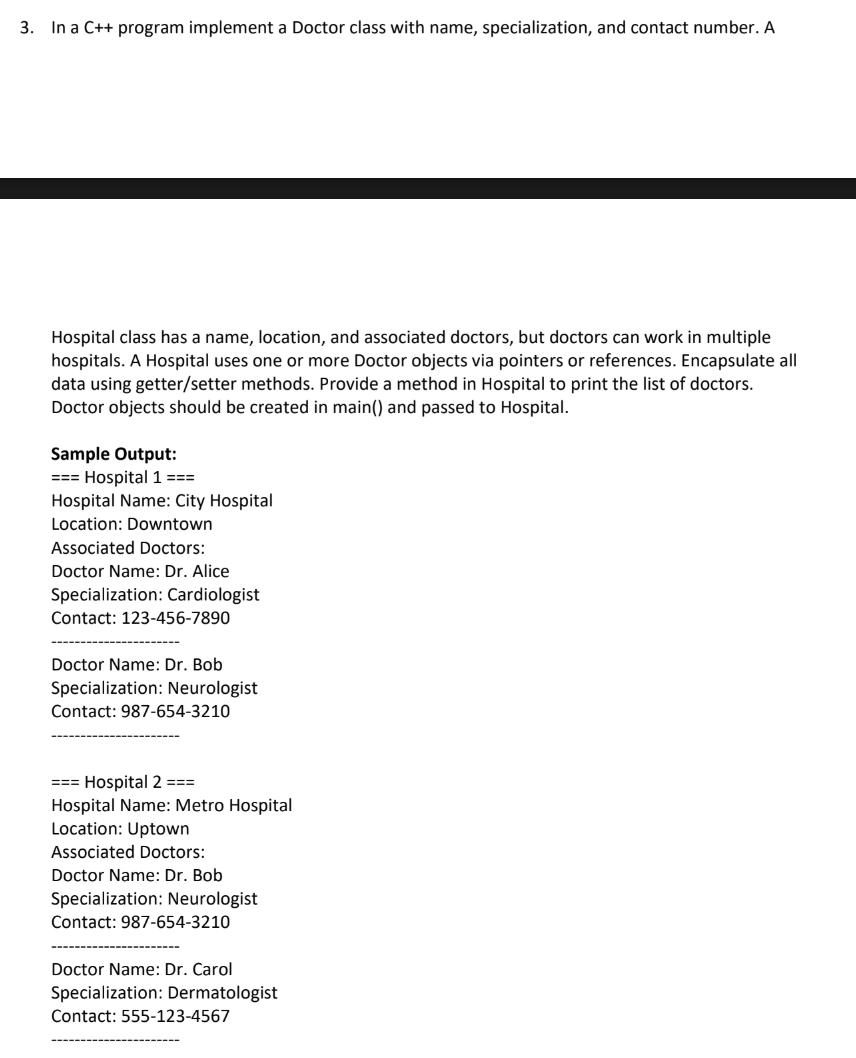 3. In a C++ program implement a Doctor class with name, specialization, and contact number. A
Hospital class has a name, location, and associated doctors, but doctors can work in multiple
hospitals. A Hospital uses one or more Doctor objects via pointers or references. Encapsulate all
data using getter/setter methods. Provide a method in Hospital to print the list of doctors.
Doctor objects should be created in main() and passed to Hospital.
Sample Output:
=== Hospital 1 ===
Hospital Name: City Hospital
Location: Downtown
Associated Doctors:
Doctor Name: Dr. Alice
Specialization: Cardiologist
Contact: 123-456-7890
----------------------
Doctor Name: Dr. Bob
Specialization: Neurologist
Contact: 987-654-3210
----------------------
=== Hospital 2 ===
Hospital Name: Metro Hospital
Location: Uptown
Associated Doctors:
Doctor Name: Dr. Bob
Specialization: Neurologist
Contact: 987-654-3210
----------------------
Doctor Name: Dr. Carol
Specialization: Dermatologist
Contact: 555-123-4567
----------------------